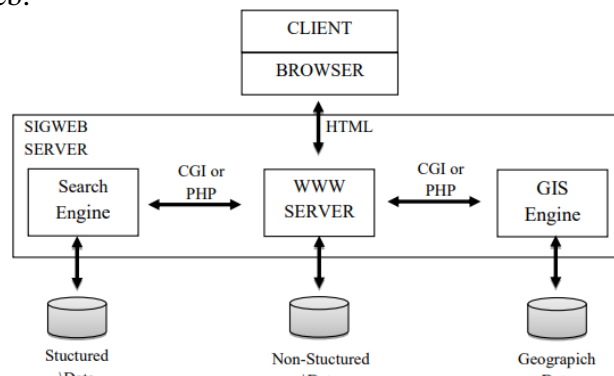 CLIENT
BROWSER
SIGWEB
SERVER
HTML
CGI or
PHP
CGI or
PHP
Search
Engine
WWW
SERVER
GIS
Engine
Stuctured
Non-Stuctured
Geograpich